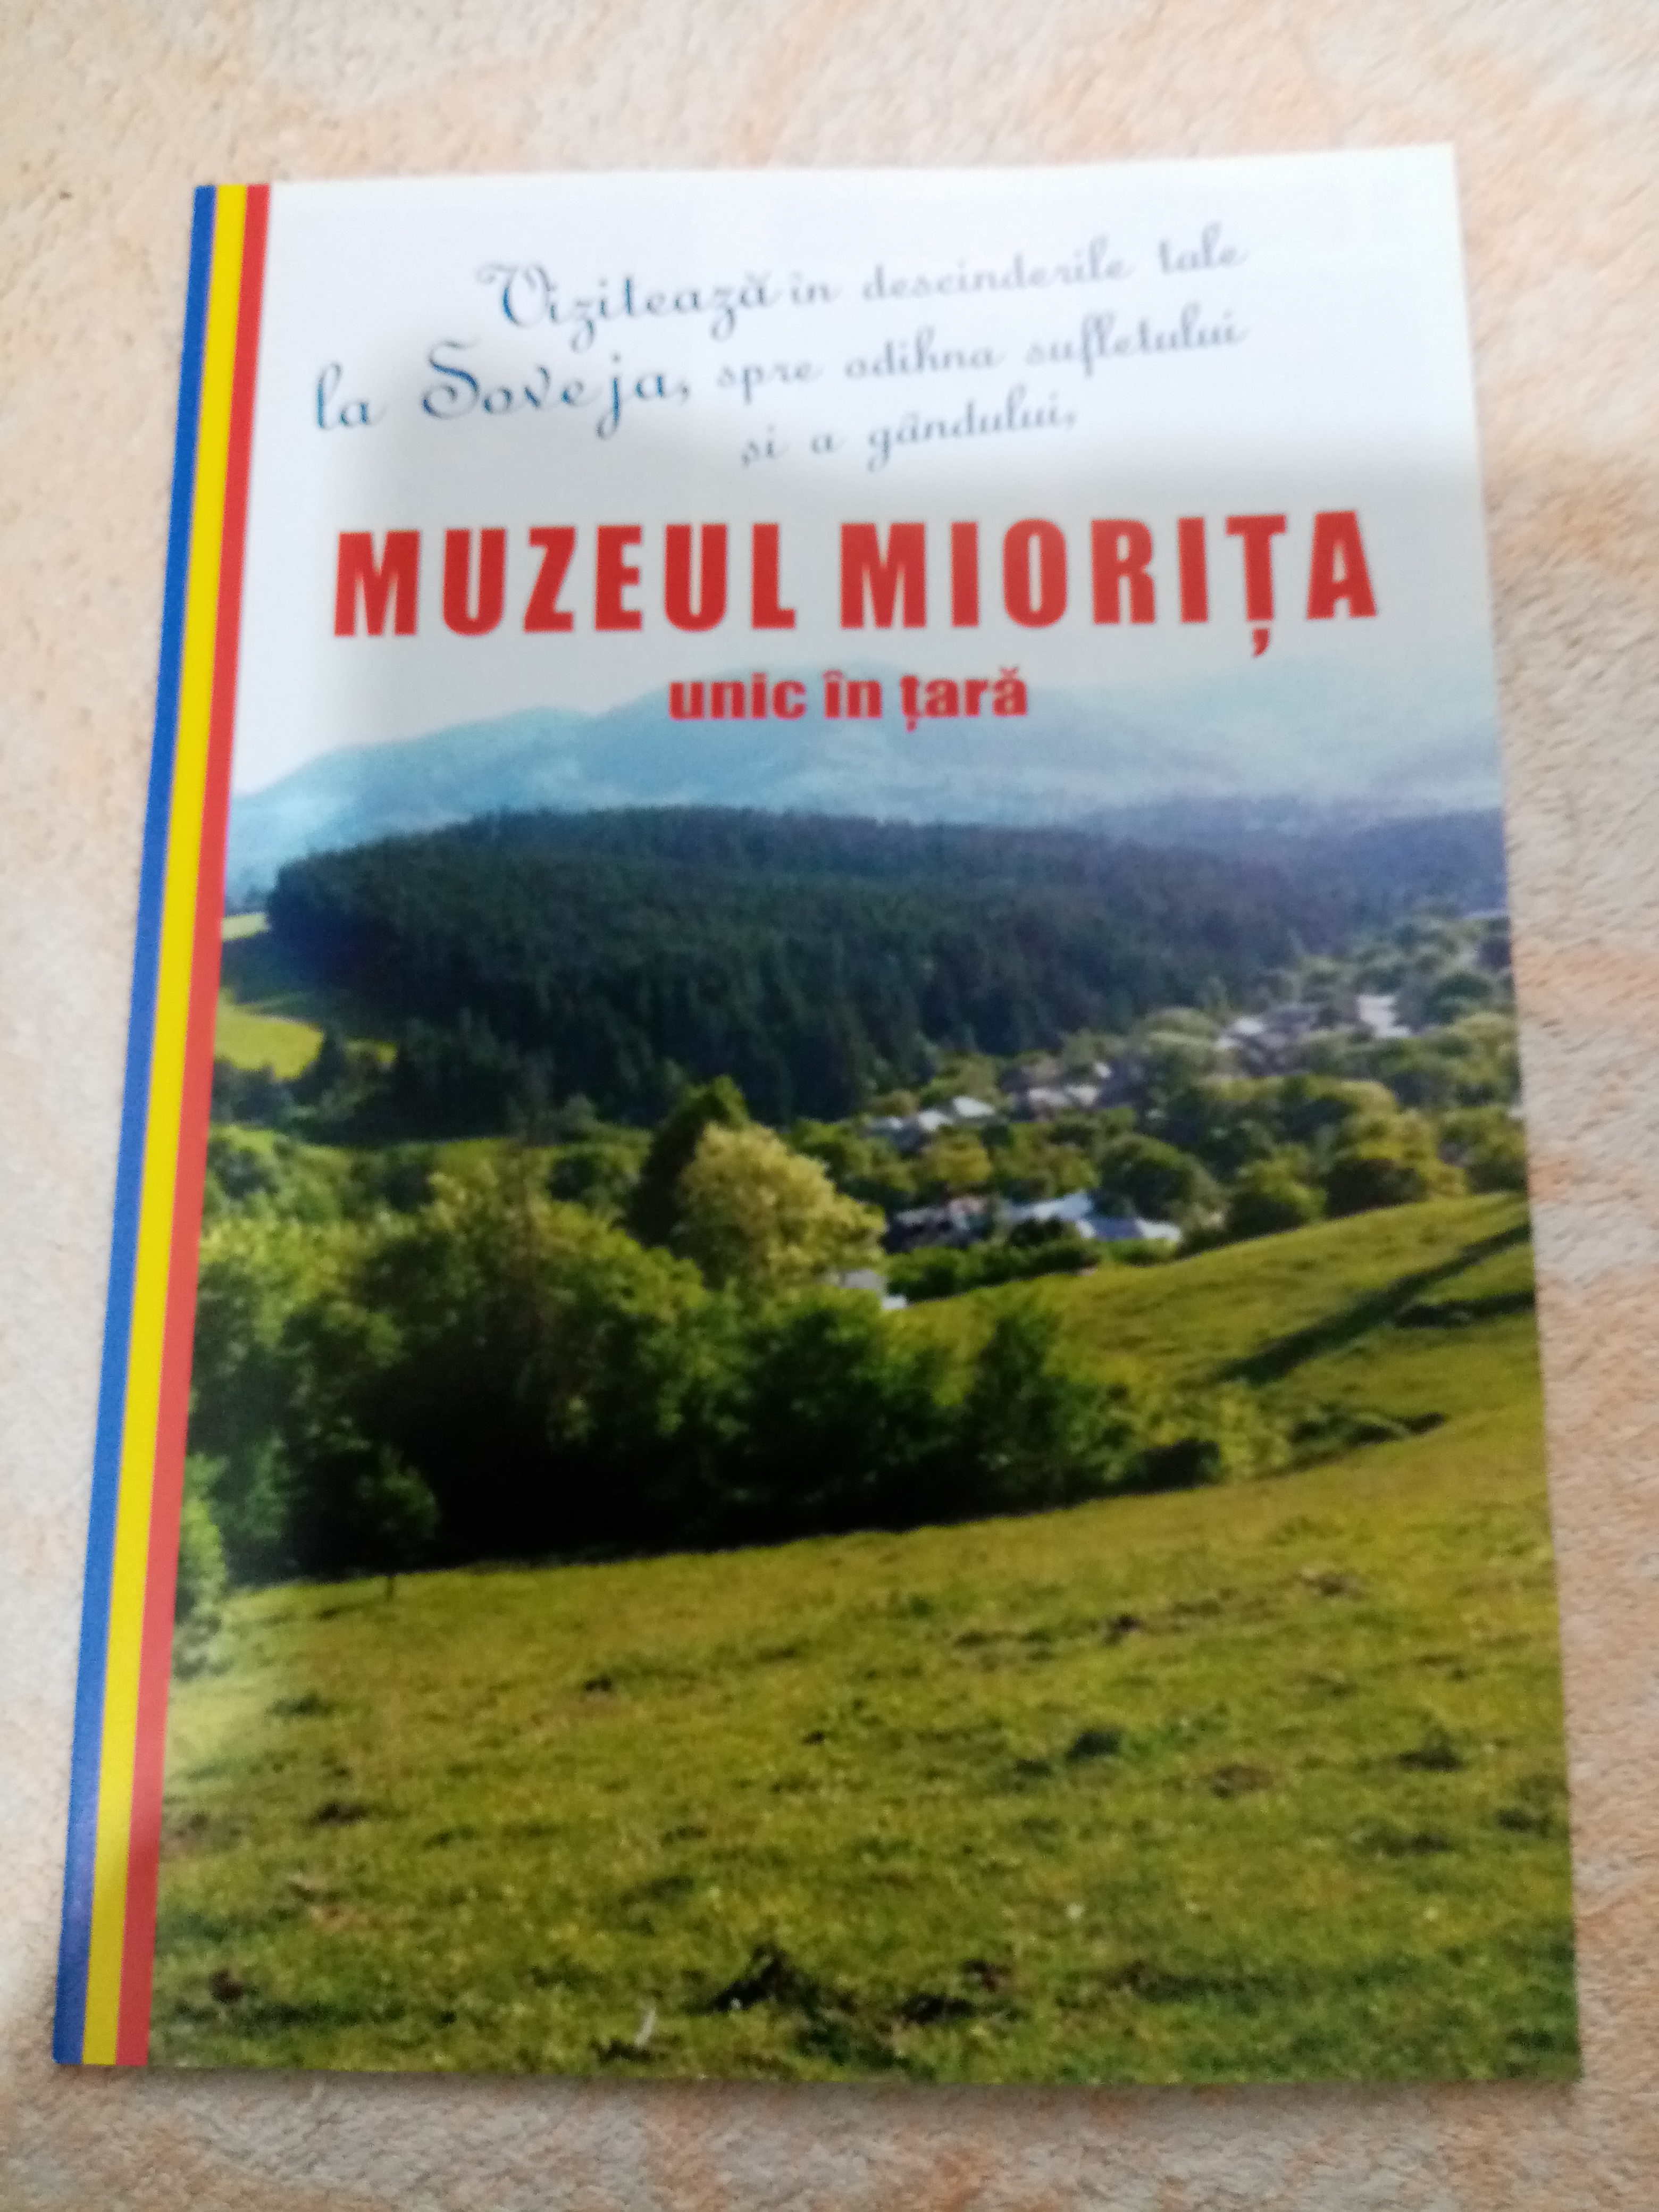 Vizitează în descinderile tale
la Soveja, spre odihna sufletului
și a gândului,
MUZEUL MIORIȚA
unic în țară